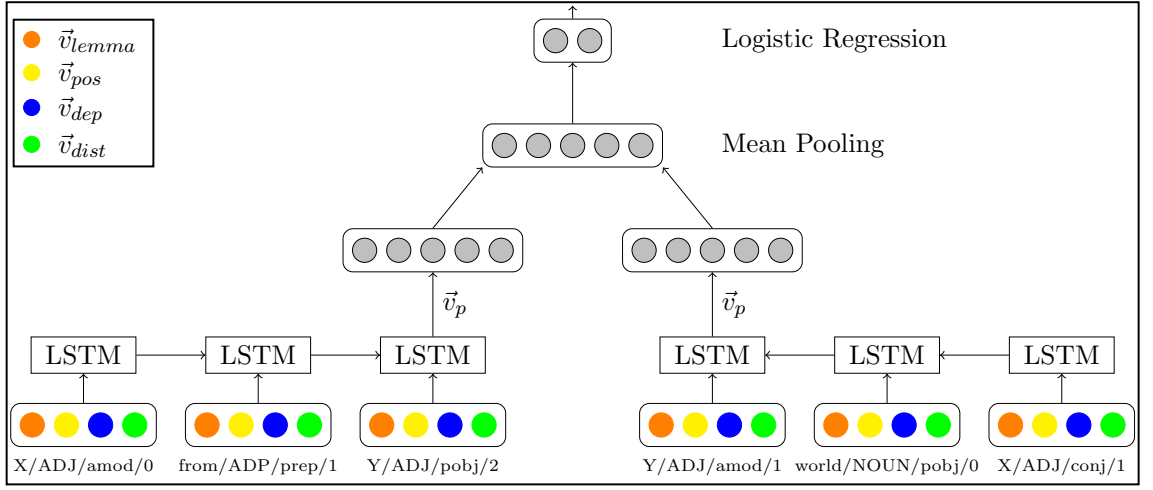 v⃗lemma
v⃗pos
v⃗dep
v⃗dist
Logistic Regression
Mean Pooling
v⃗p
v⃗p
LSTM LSTM LSTM LSTM LSTM LSTM
X/ADJ/amod/0 from/ADP/prep/1 Y/ADJ/pobj/2 Y/ADJ/amod/1 world/NOUN/pobj/0 X/ADJ/conj/1